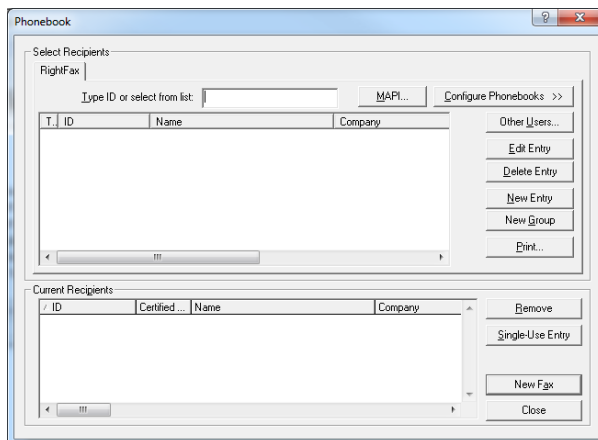 Phonebook
Select Recipients
RightFax
Type ID or select from list:
MAPI...
Configure Phonebooks >>
T.. ID Name Company
Other Users...
Edit Entry
Delete Entry
New Entry
New Group
Print...
Current Recipients
/ ID Certified ... Name Company
Remove
Single-Use Entry
New Fax
Close